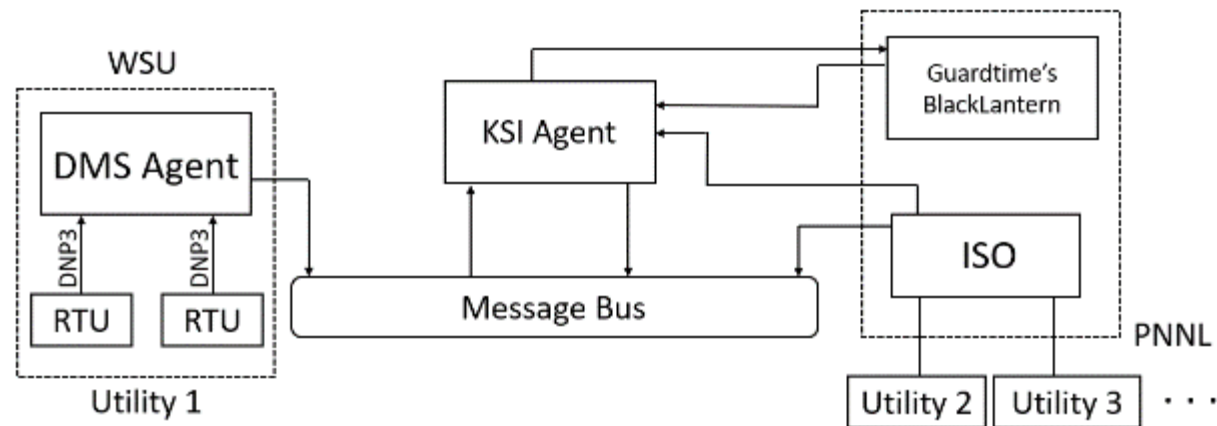 WSU
DMS Agent
DNP3
DNP3
RTU
RTU
Utility 1
KSI Agent
Message Bus
Guardtime's
BlackLantern
ISO
PNNL
Utility 2
Utility 3
. . .